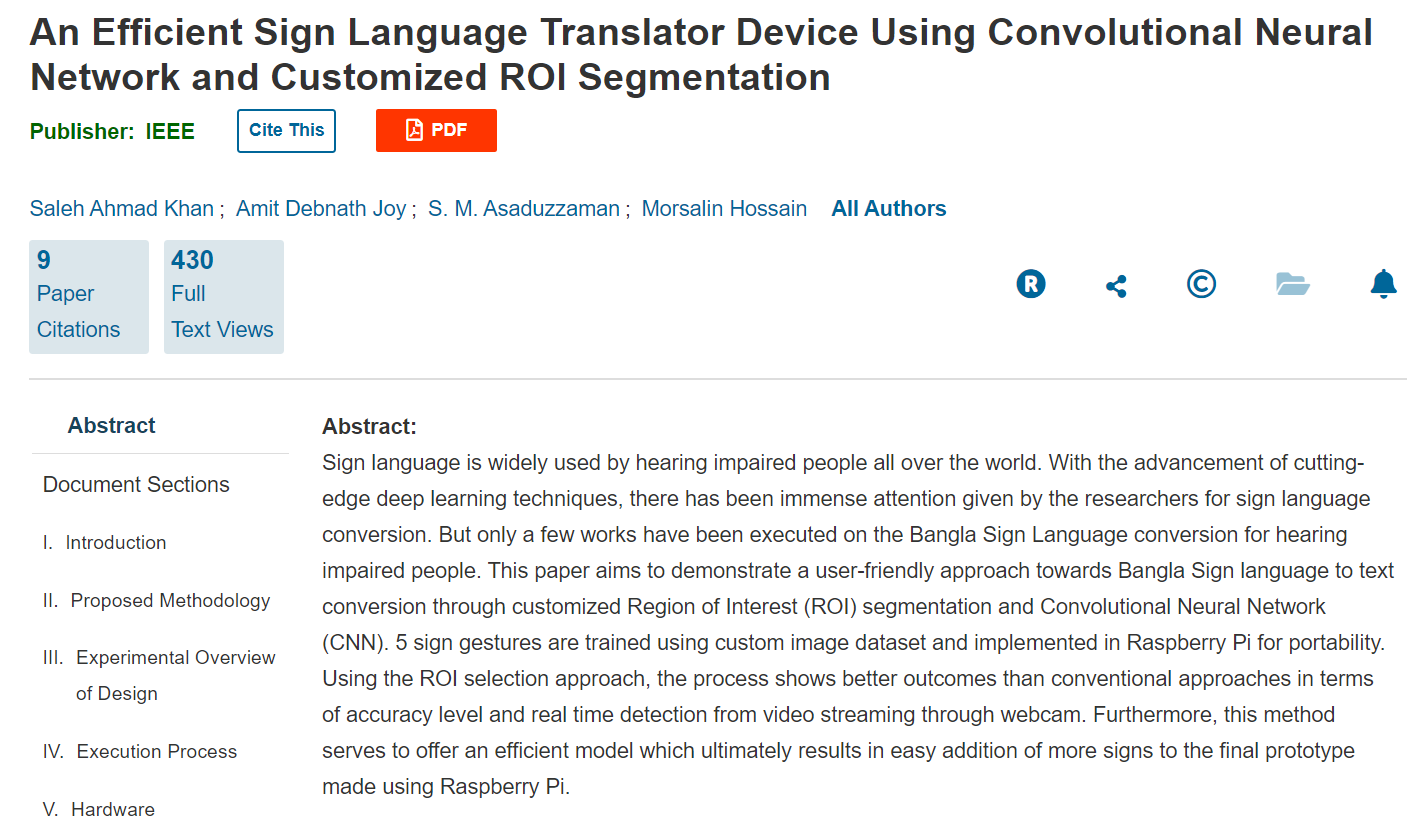 An Efficient Sign Language Translator Device Using Convolutional Neural
Network and Customized ROI Segmentation
Publisher: IEEE
Cite This
PDF
Saleh Ahmad Khan ; Amit Debnath Joy ; S. M. Asaduzzaman ; Morsalin Hossain All Authors
9
Paper
Citations
430
Full
Text Views
R
©
Abstract
Document Sections
I. Introduction
II. Proposed Methodology
III. Experimental Overview
of Design
IV. Execution Process
V. Hardware
Abstract:
Sign language is widely used by hearing impaired people all over the world. With the advancement of cutting-
edge deep learning techniques, there has been immense attention given by the researchers for sign language
conversion. But only a few works have been executed on the Bangla Sign Language conversion for hearing
impaired people. This paper aims to demonstrate a user-friendly approach towards Bangla Sign language to text
conversion through customized Region of Interest (ROI) segmentation and Convolutional Neural Network
(CNN). 5 sign gestures are trained using custom image dataset and implemented in Raspberry Pi for portability.
Using the ROI selection approach, the process shows better outcomes than conventional approaches in terms
of accuracy level and real time detection from video streaming through webcam. Furthermore, this method
serves to offer an efficient model which ultimately results in easy addition of more signs to the final prototype
made using Raspberry Pi.